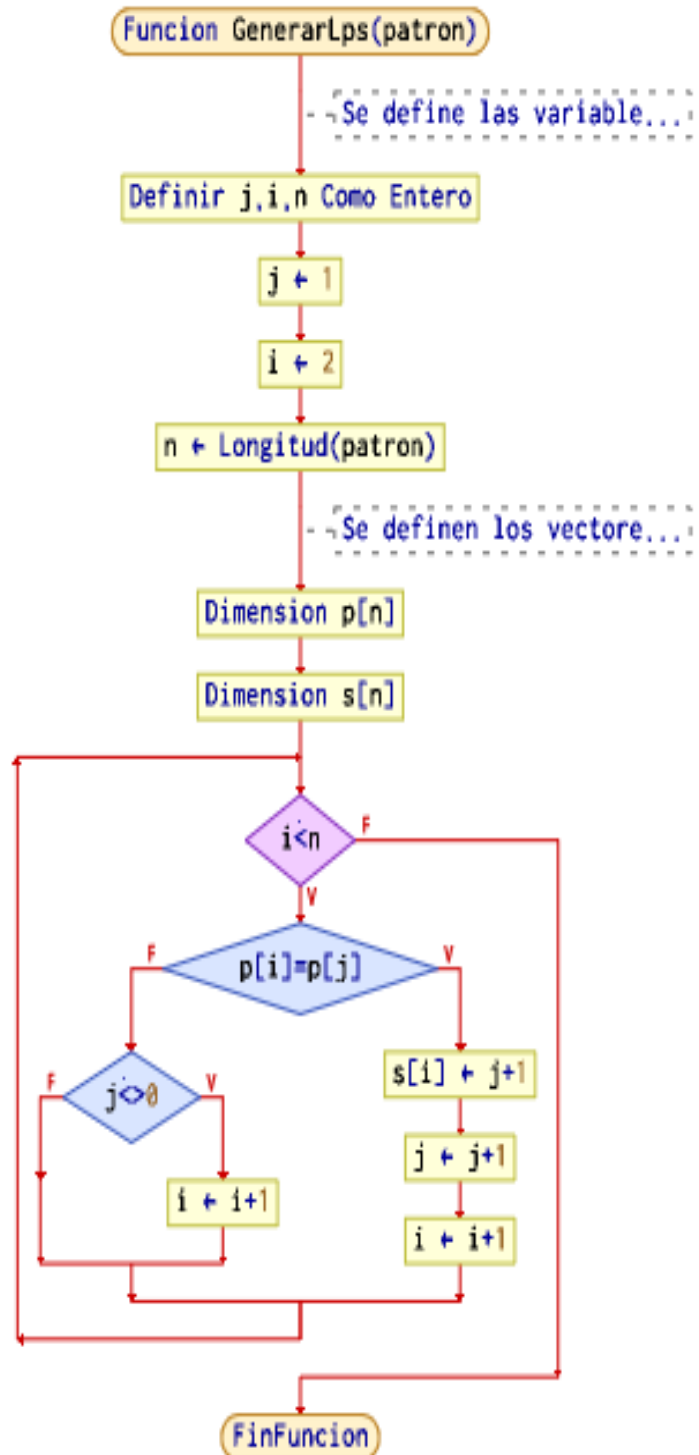 Funcion GenerarLps(patron)
Se define las variable...
Definir j,i,n Como Entero
j ← 1
i ← 2
n ← Longitud(patron)
Se definen los vectore...
Dimension p[n]
Dimension s[n]
i<n
F
V
p[i]=p[j]
F
V
s[i] ← j+1
j<>0
F
V
j ← j+1
i ← i+1
i ← i+1
FinFuncion